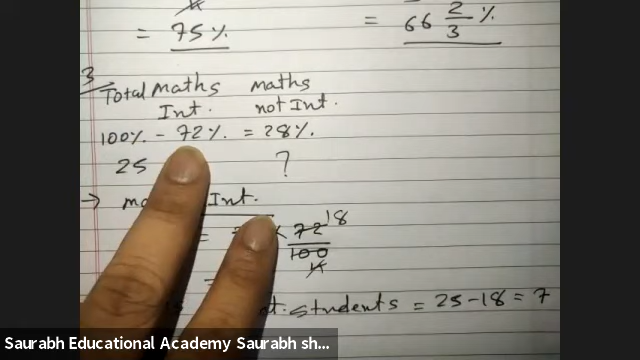 = 75%
= 66 2/3 %
3
Total Maths Maths
Int. not Int.
100% - 72% = 28%.
25 ?
→ Int.
= 72 18
100
students = 25-18 = 7
Saurabh Educational Academy Saurabh sh...